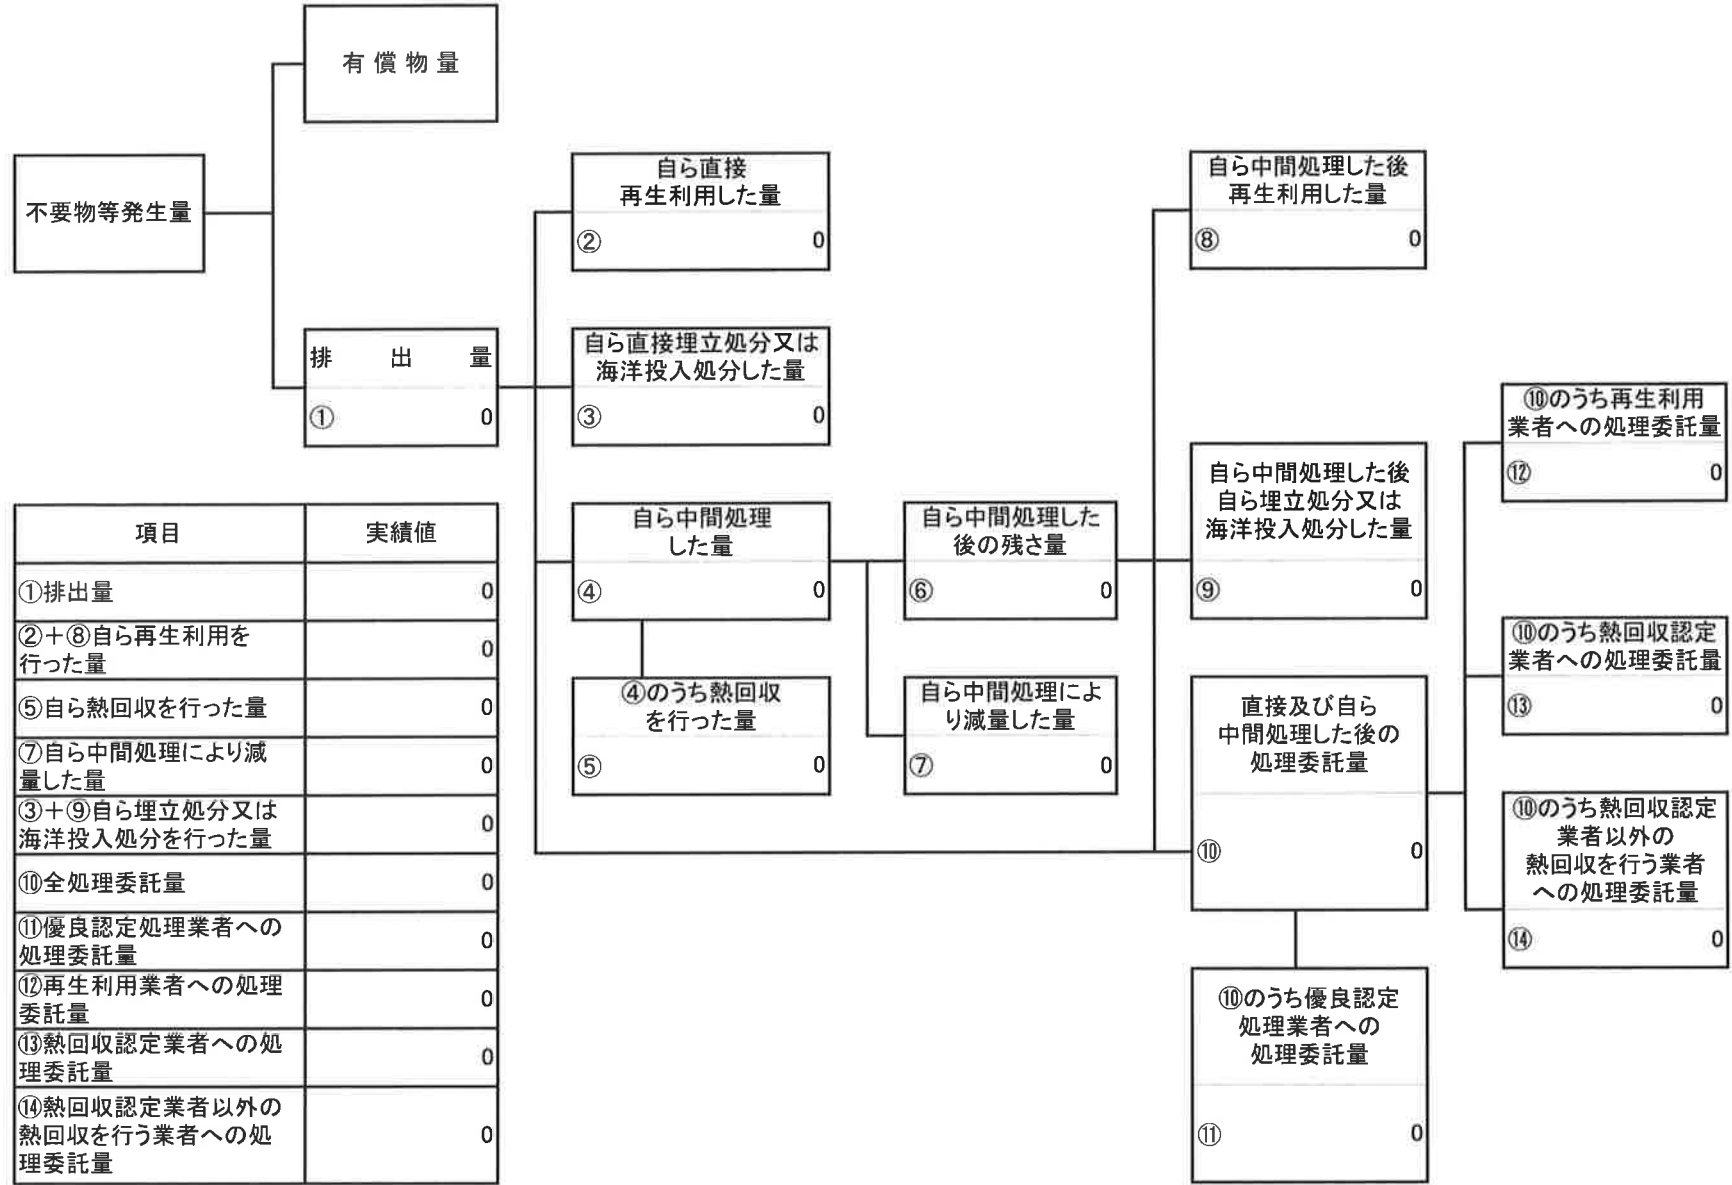 有償物量
不要物等発生量
排出量
① 0
自ら直接
再生利用した量
② 0
自ら直接埋立処分又は
海洋投入処分した量
③ 0
自ら中間処理
した量
④ 0
④のうち熱回収
を行った量
⑤ 0
自ら中間処理した
後の残さ量
⑥ 0
自ら中間処理によ
り減量した量
⑦ 0
自ら中間処理した後
再生利用した量
⑧ 0
自ら中間処理した後
自ら埋立処分又は
海洋投入処分した量
⑨ 0
直接及び自ら
中間処理した後の
処理委託量
⑩ 0
⑩のうち優良認定
処理業者への
処理委託量
⑪ 0
⑩のうち再生利用
業者への処理委託量
⑫ 0
⑩のうち熱回収認定
業者への処理委託量
⑬ 0
⑩のうち熱回収認定
業者以外の
熱回収を行う業者
への処理委託量
⑭ 0
項目 実績値
①排出量 0
②+⑧自ら再生利用を
行った量 0
⑤自ら熱回収を行った量 0
⑦自ら中間処理により減
量した量 0
③+⑨自ら埋立処分又は
海洋投入処分を行った量 0
⑩全処理委託量 0
⑪優良認定処理業者への
処理委託量 0
⑫再生利用業者への処理
委託量 0
⑬熱回収認定業者への処
理委託量 0
⑭熱回収認定業者以外の
熱回収を行う業者への処
理委託量 0